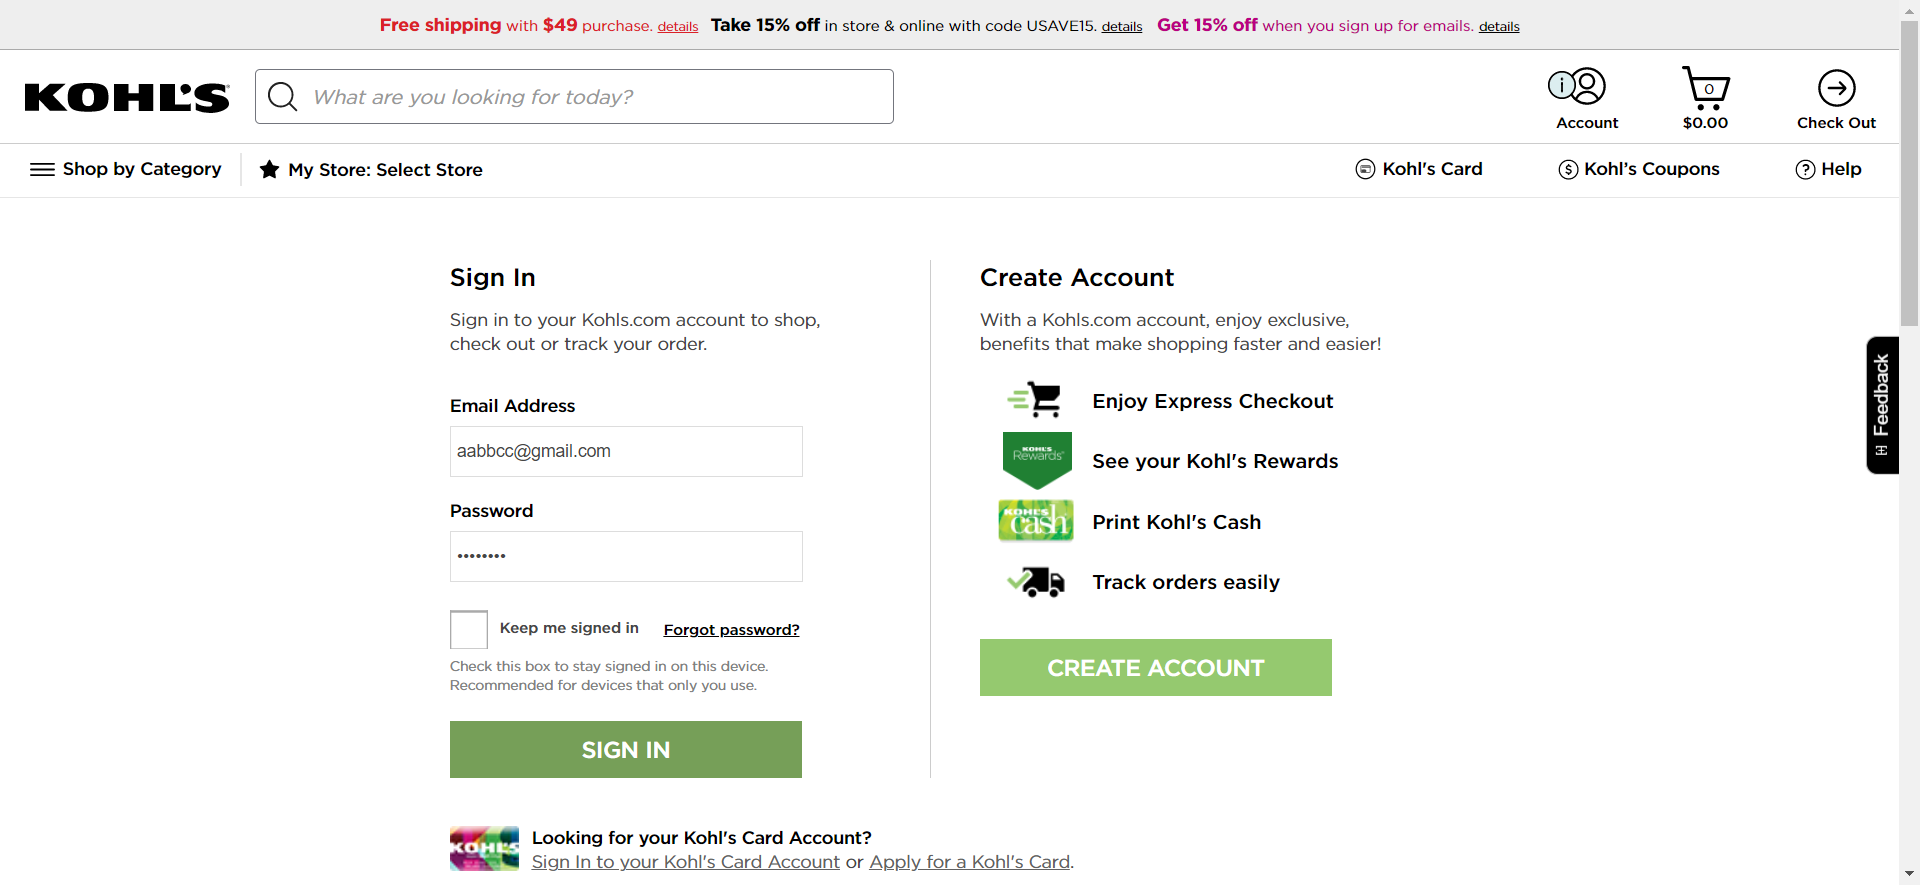 Free shipping with $49 purchase. details Take 15% off in store & online with code USAVE15. details Get 15% off when you sign up for emails. details
KOHL'S
What are you looking for today?
i
0
Account
$0.00
Check Out
Shop by Category
My Store: Select Store
Kohl's Card
$ Kohl's Coupons
? Help
Sign In
Sign in to your Kohls.com account to shop,
check out or track your order.
Email Address
aabbcc@gmail.com
Password
••••••••
Keep me signed in
Forgot password?
Check this box to stay signed in on this device.
Recommended for devices that only you use.
SIGN IN
Create Account
With a Kohls.com account, enjoy exclusive,
benefits that make shopping faster and easier!
Enjoy Express Checkout
KOHL'S
Rewards
See your Kohl's Rewards
KOHL'S
cash
Print Kohl's Cash
Track orders easily
CREATE ACCOUNT
Feedback
KOHL'S
Looking for your Kohl's Card Account?
Sign In to your Kohl's Card Account or Apply for a Kohl's Card.